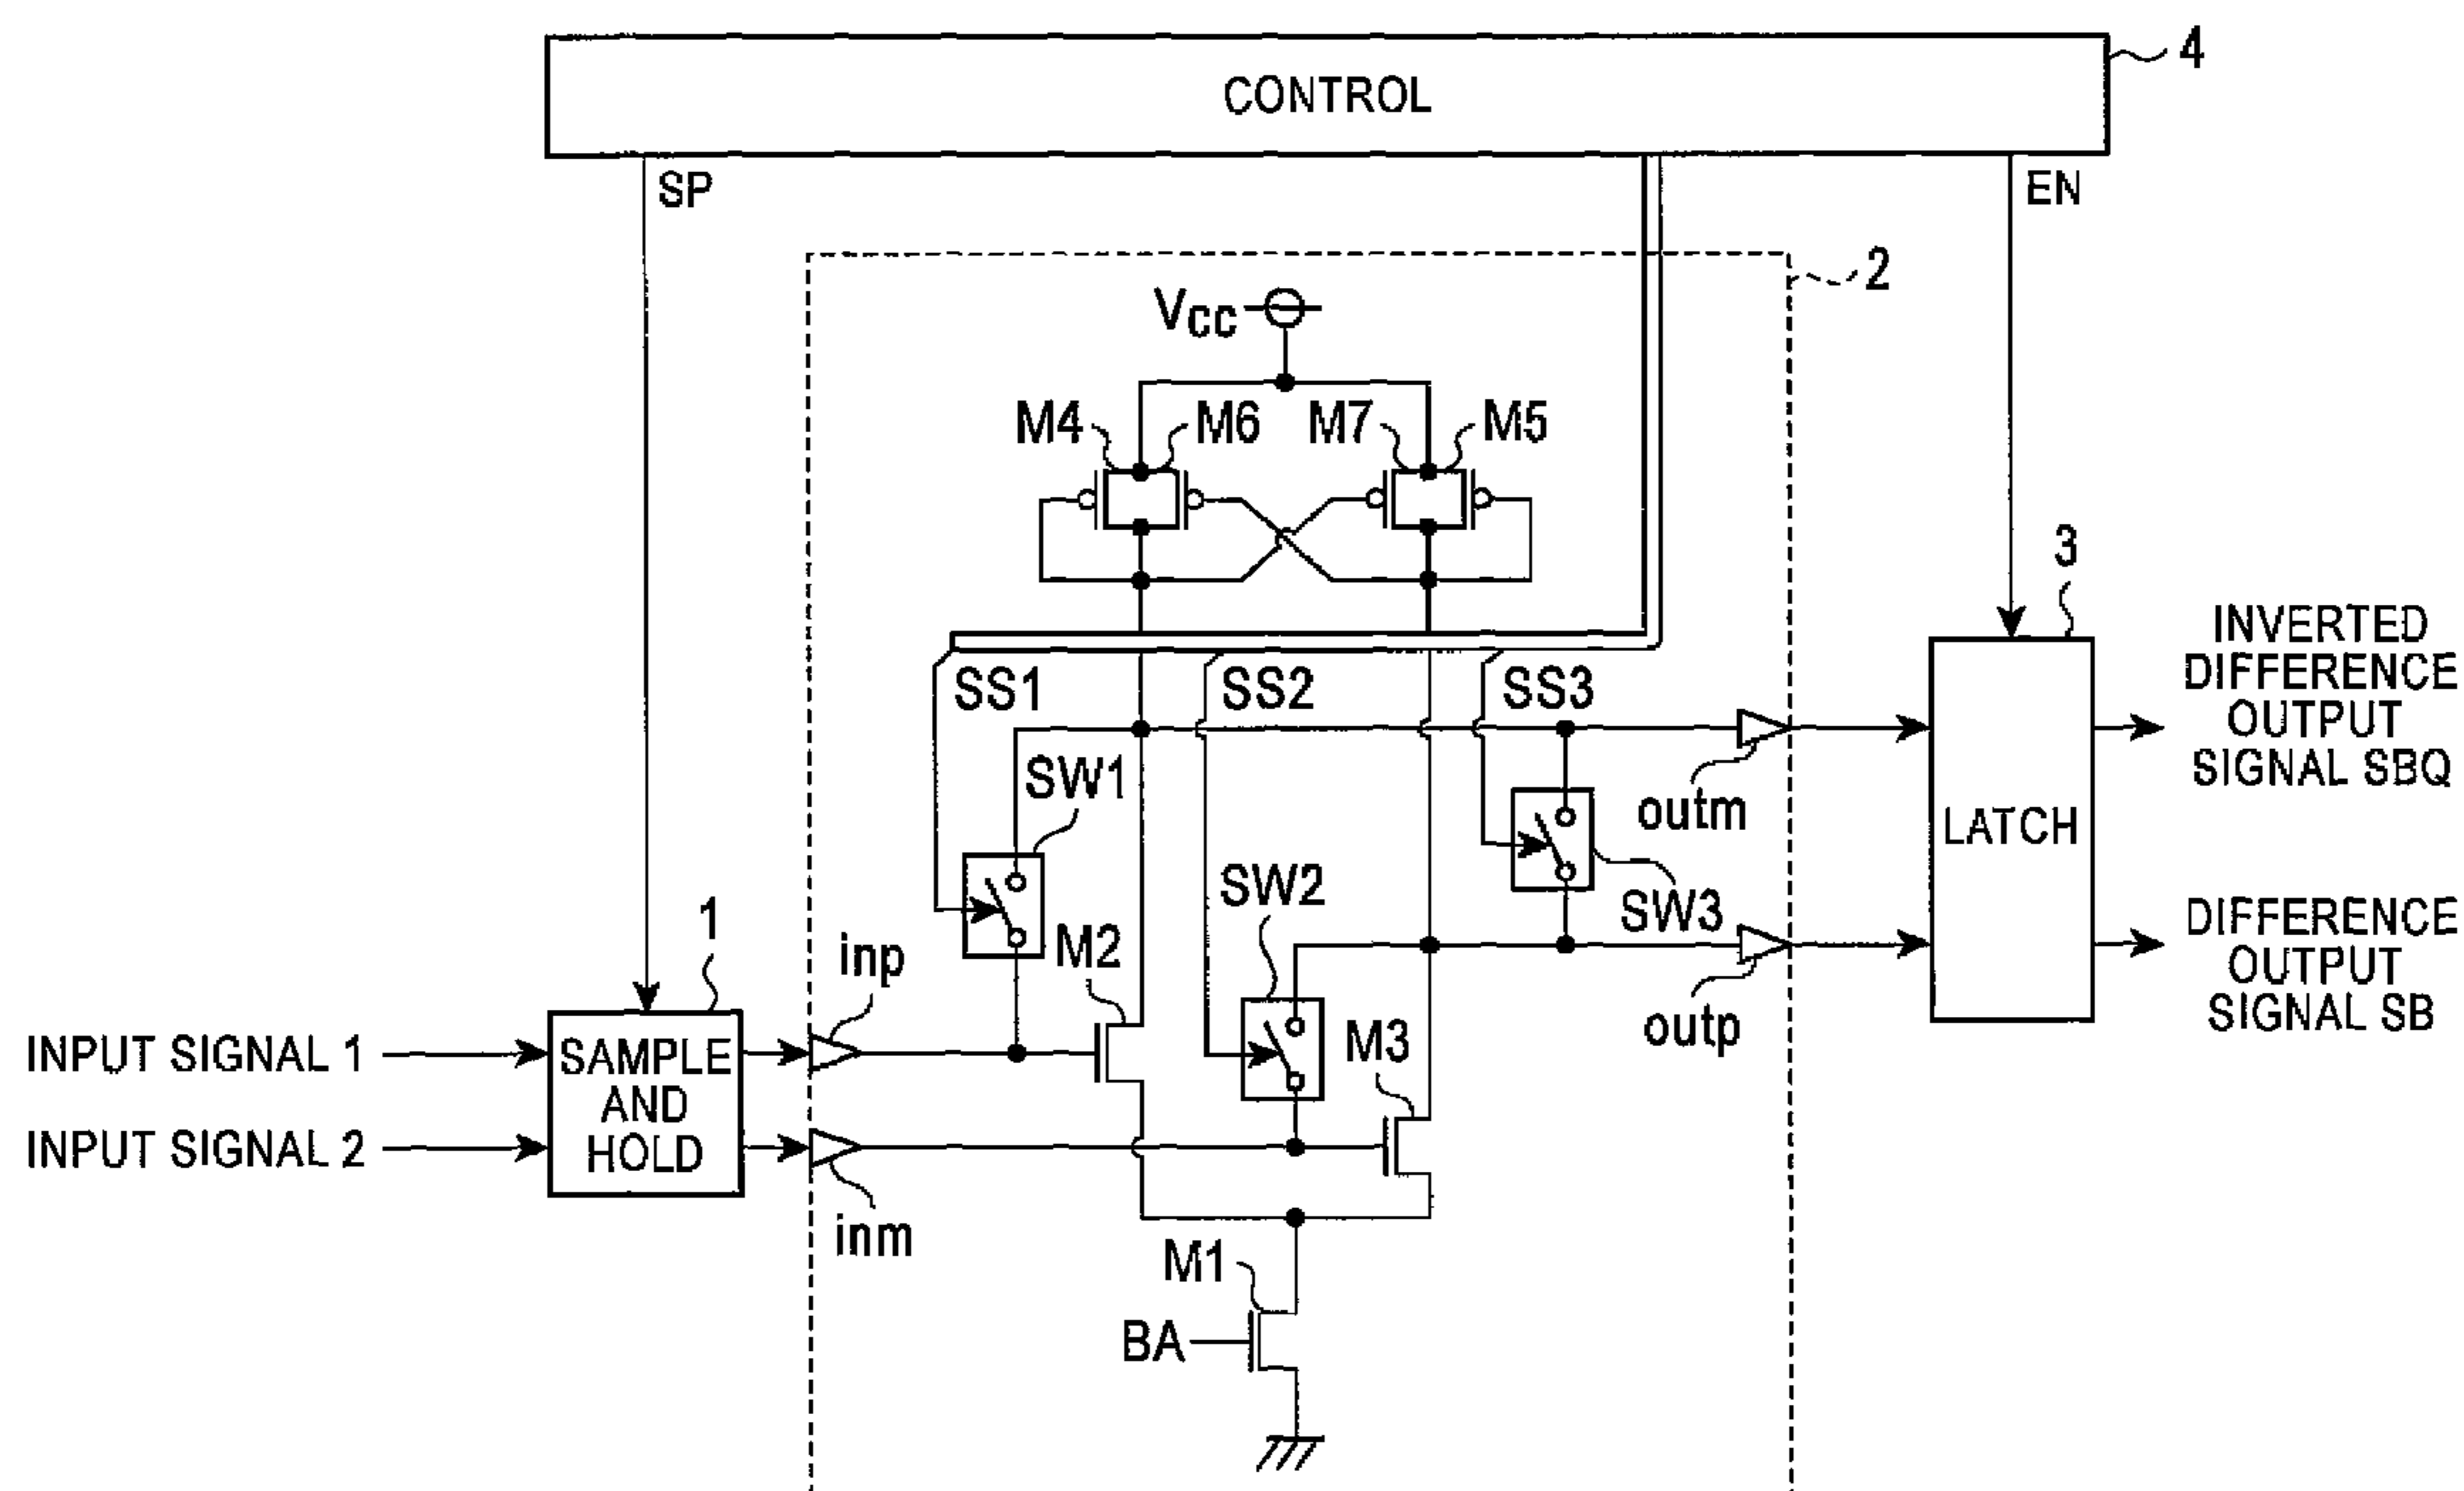 4
CONTROL
SP
EN
2
Vcc
M4
M6
M7
M5
3
INVERTED
DIFFERENCE
OUTPUT
SIGNAL SBQ
SS1
SS2
SS3
SW1
outm
LATCH
SW2
SW3
1
inp
M2
DIFFERENCE
OUTPUT
SIGNAL SB
outp
M3
INPUT SIGNAL 1
SAMPLE
AND
HOLD
INPUT SIGNAL 2
inm
M1
BA